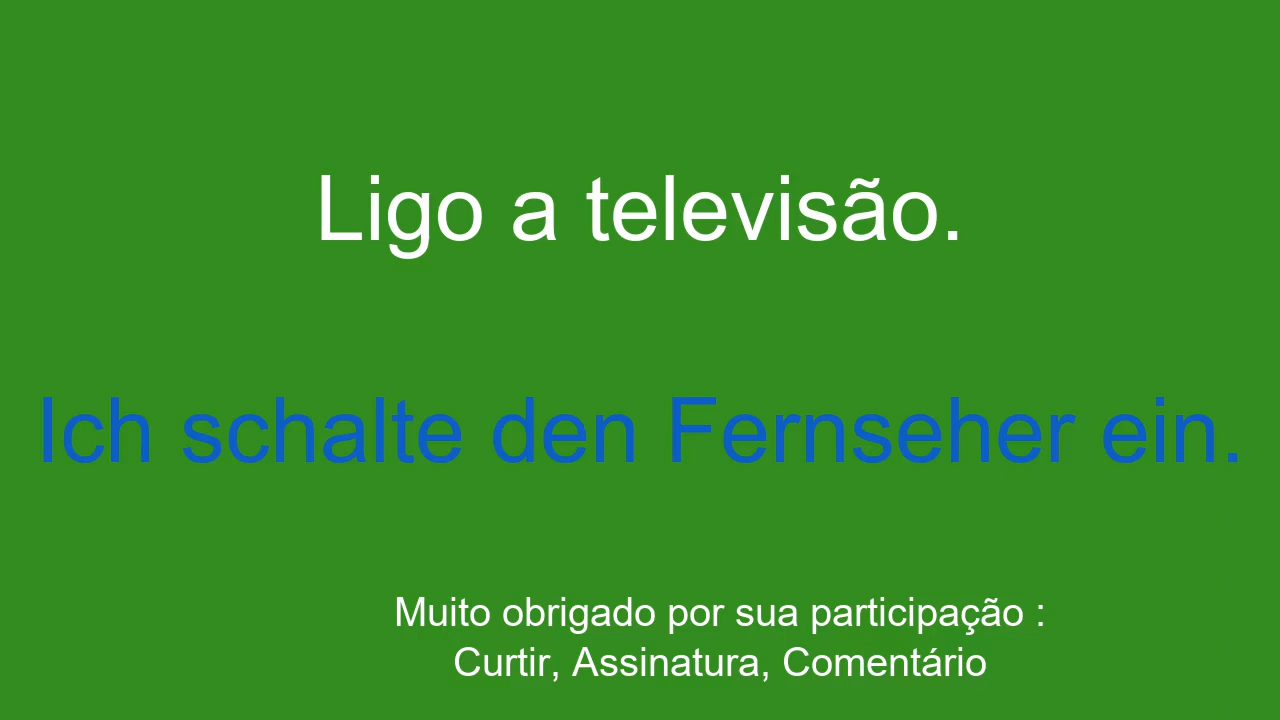 Ligo a televisão.
Ich schalte den Fernseher ein.
Muito obrigado por sua participação :
Curtir, Assinatura, Comentário